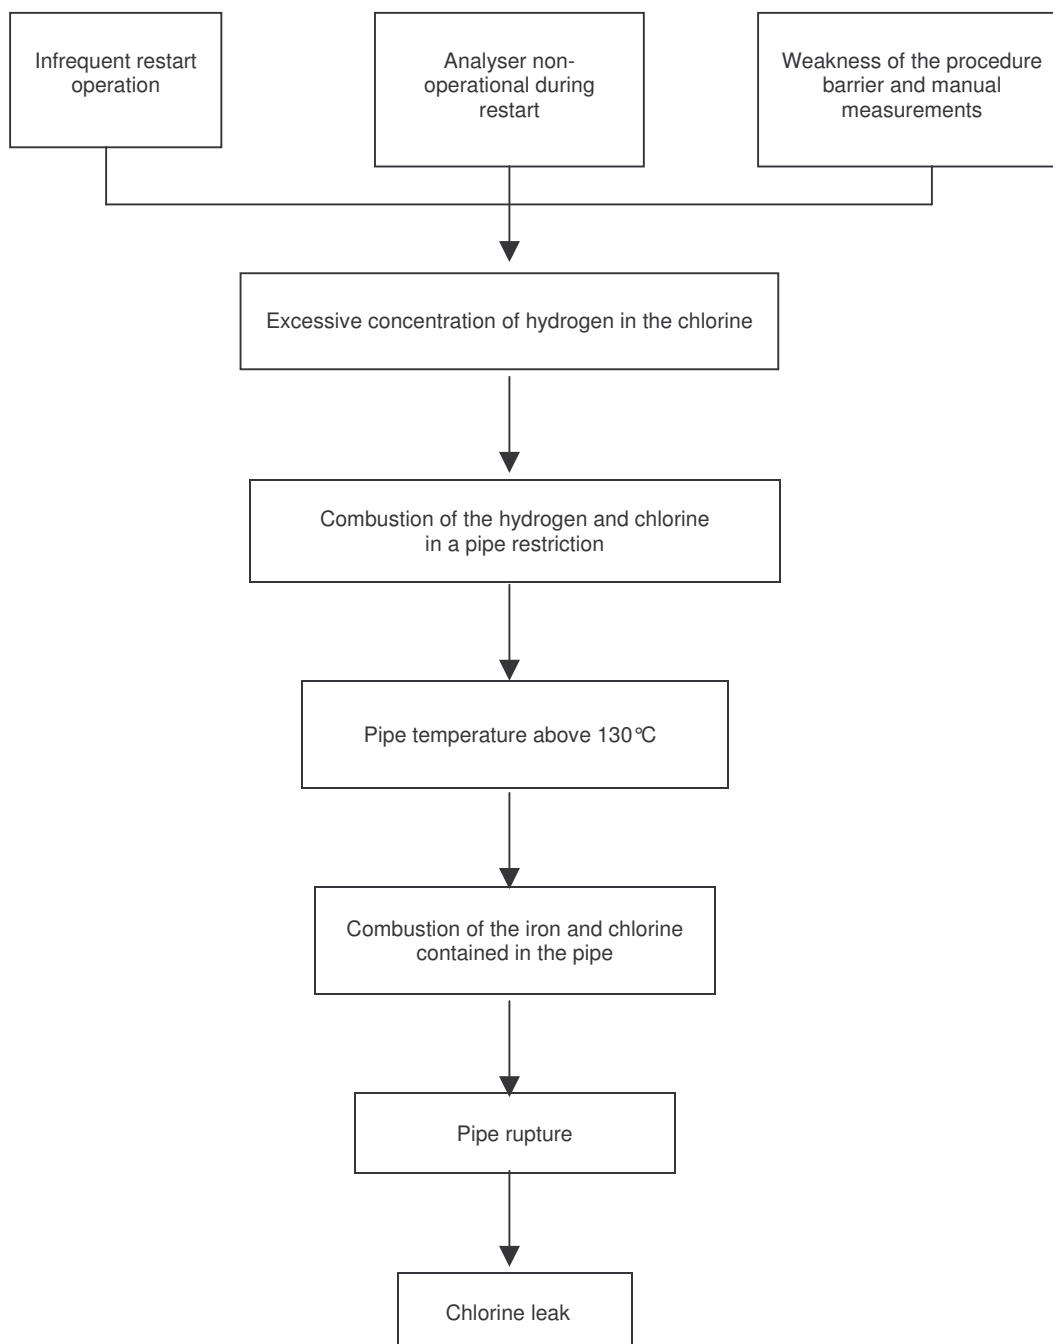 Infrequent restart
operation
Analyser non-
operational during
restart
Weakness of the procedure
barrier and manual
measurements
Excessive concentration of hydrogen in the chlorine
Combustion of the hydrogen and chlorine
in a pipe restriction
Pipe temperature above 130°C
Combustion of the iron and chlorine
contained in the pipe
Pipe rupture
Chlorine leak